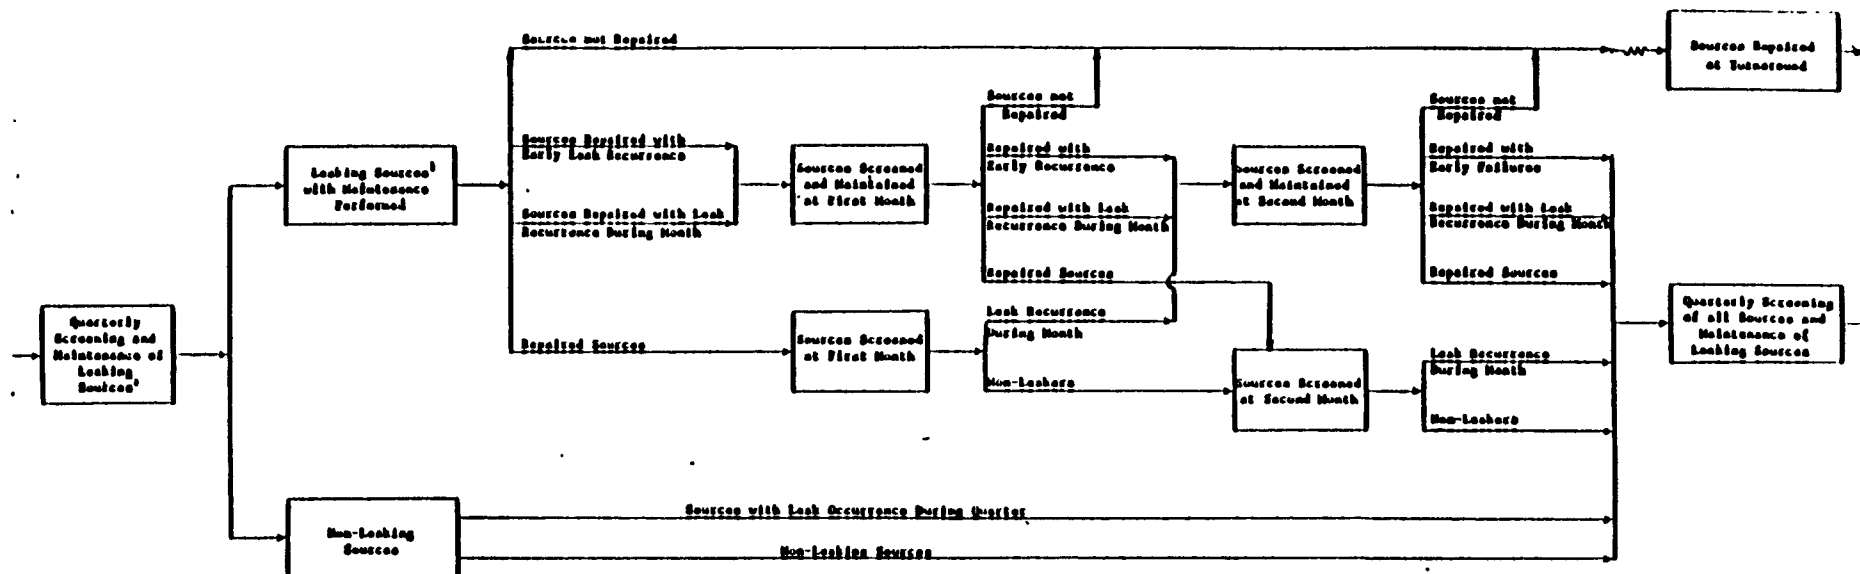 Sources not Repaired
Sources Repaired
at Turnaround
Sources not
Repaired
Sources not
Repaired
Sources Repaired with
Early Leak Recurrence
Leaking Sources¹
with Maintenance
Performed
Sources Screened
and Maintained
at First Month
Repaired with
Early Recurrence
Sources Screened
and Maintained
at Second Month
Repaired with
Early Failures
Sources Repaired with Leak
Recurrence During Month
Repaired with Leak
Recurrence During Month
Repaired with Leak
Recurrence During Month
Repaired Sources
Repaired Sources
Quarterly
Screening and
Maintenance of
Leaking
Sources
Leak Recurrence
During Month
Quarterly Screening
of all Sources and
Maintenance of
Leaking Sources
Repaired Sources
Sources Screened
at First Month
Non-Leakers
Sources Screened
at Second Month
Leak Recurrence
During Month
Non-Leakers
Sources with Leak Occurrence During Quarter
Non-Leaking
Sources
Non-Leaking Sources